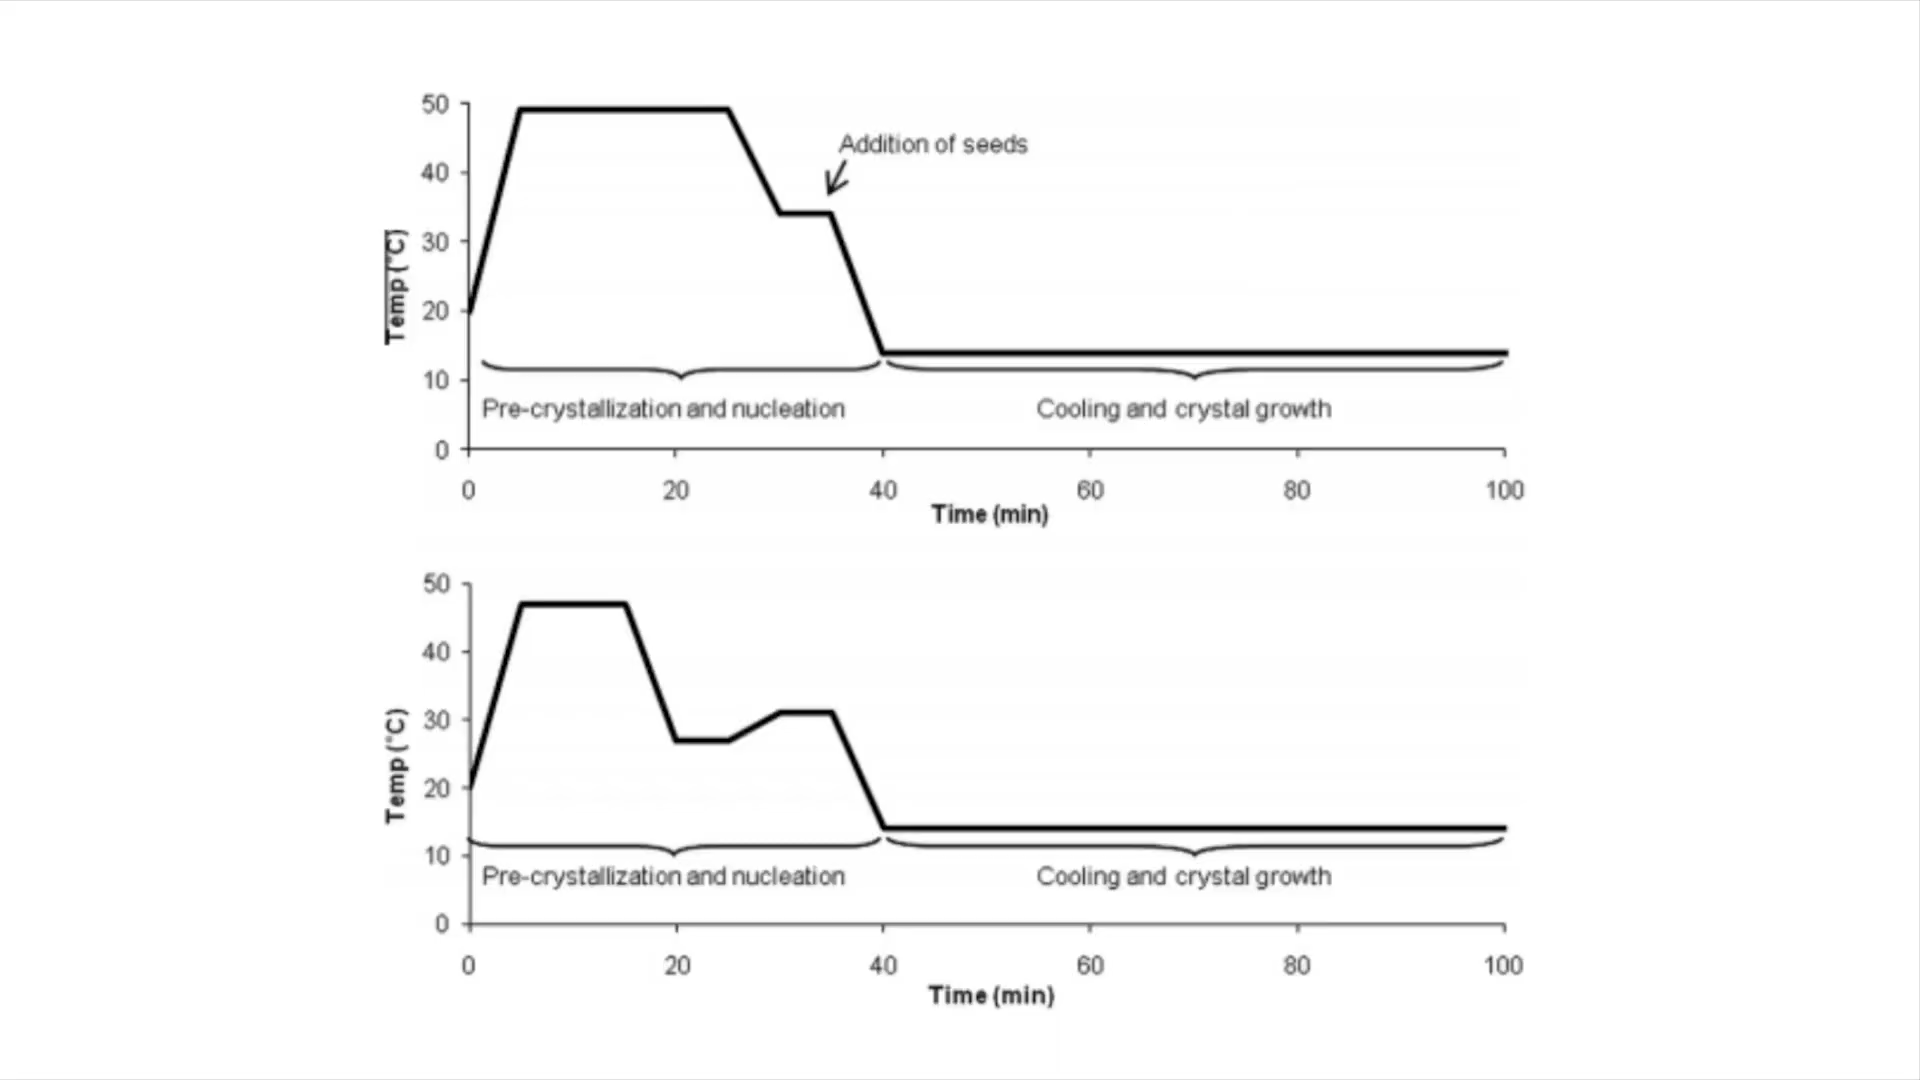 50
Addition of seeds
40
30
Temp (°C)
20
10
Pre-crystallization and nucleation
Cooling and crystal growth
0
0 20 40 60 80 100
Time (min)
50
40
30
Temp (°C)
20
10
Pre-crystallization and nucleation
Cooling and crystal growth
0
0 20 40 60 80 100
Time (min)